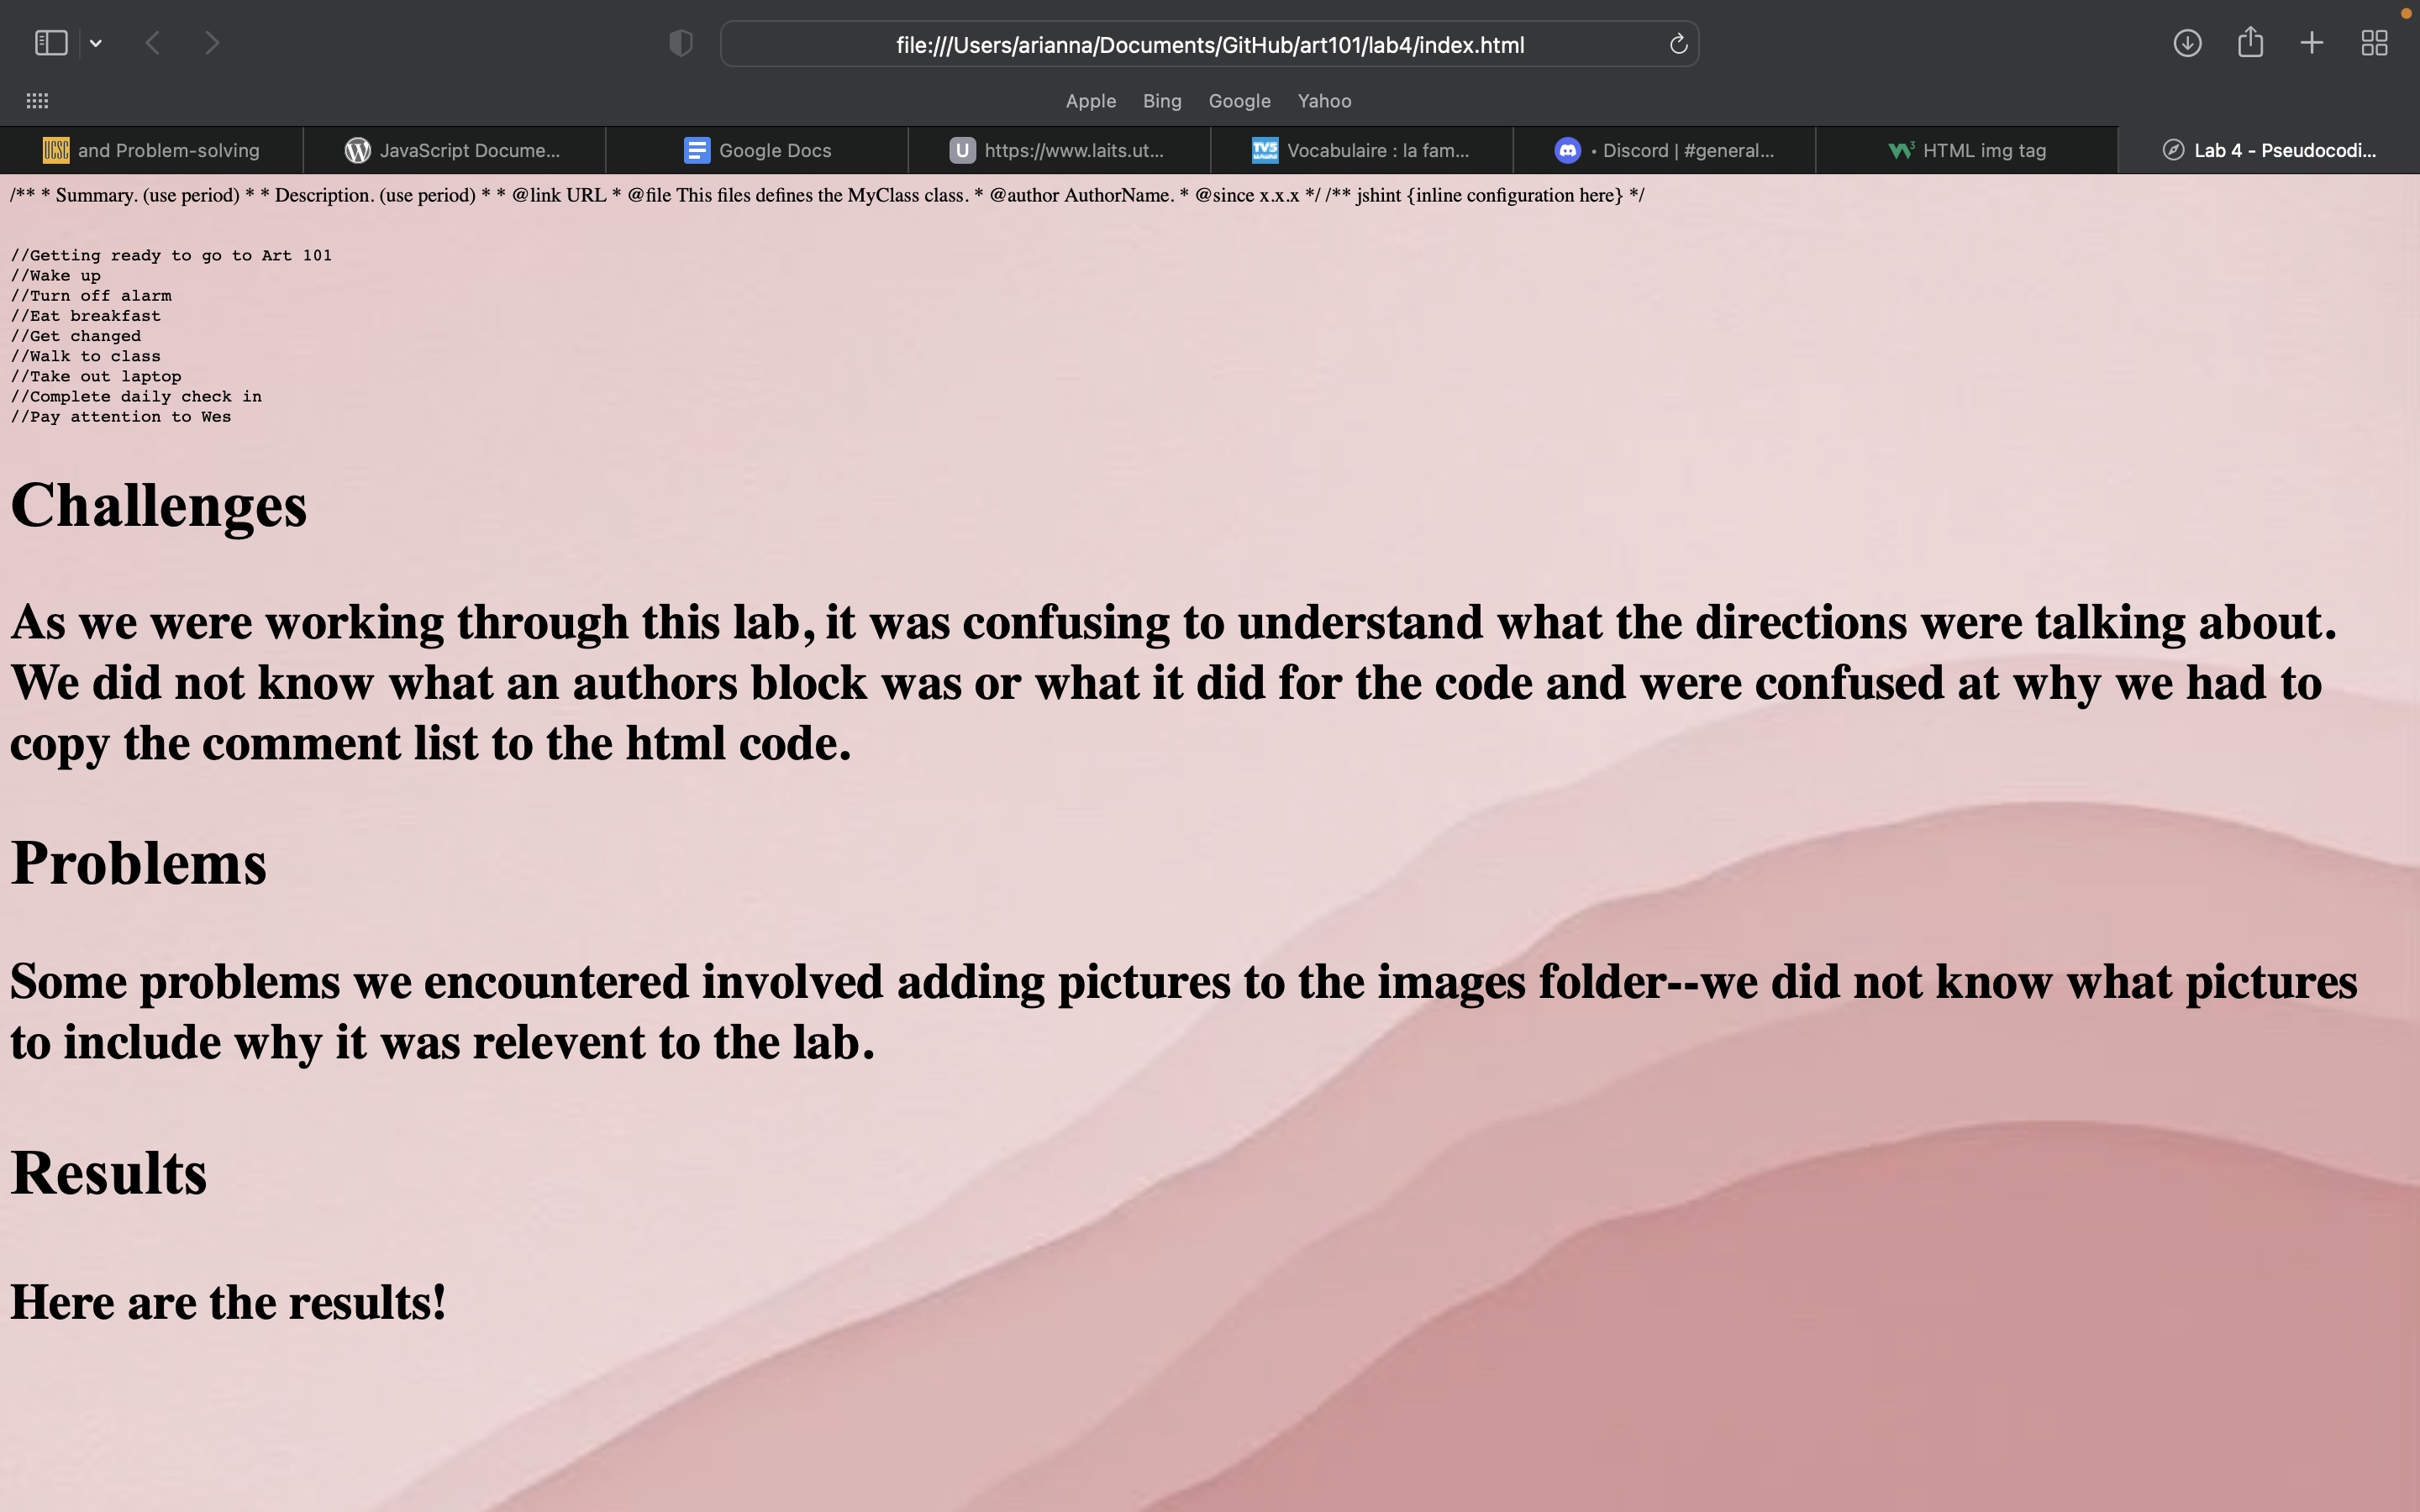 file:///Users/arianna/Documents/GitHub/art101/lab4/index.html
Apple Bing Google Yahoo
UCSC and Problem-solving JavaScript Docume... Google Docs U https://www.laits.ut... TV5 Vocabulaire : la fam... • Discord | #general... HTML img tag Lab 4 - Pseudocodi...
/** * Summary. (use period) * * Description. (use period) * * @link URL * @file This files defines the MyClass class. * @author AuthorName. * @since x.x.x */ /** jshint {inline configuration here} */
//Getting ready to go to Art 101
//Wake up
//Turn off alarm
//Eat breakfast
//Get changed
//Walk to class
//Take out laptop
//Complete daily check in
//Pay attention to Wes
Challenges
As we were working through this lab, it was confusing to understand what the directions were talking about.
We did not know what an authors block was or what it did for the code and were confused at why we had to
copy the comment list to the html code.
Problems
Some problems we encountered involved adding pictures to the images folder--we did not know what pictures
to include why it was relevent to the lab.
Results
Here are the results!